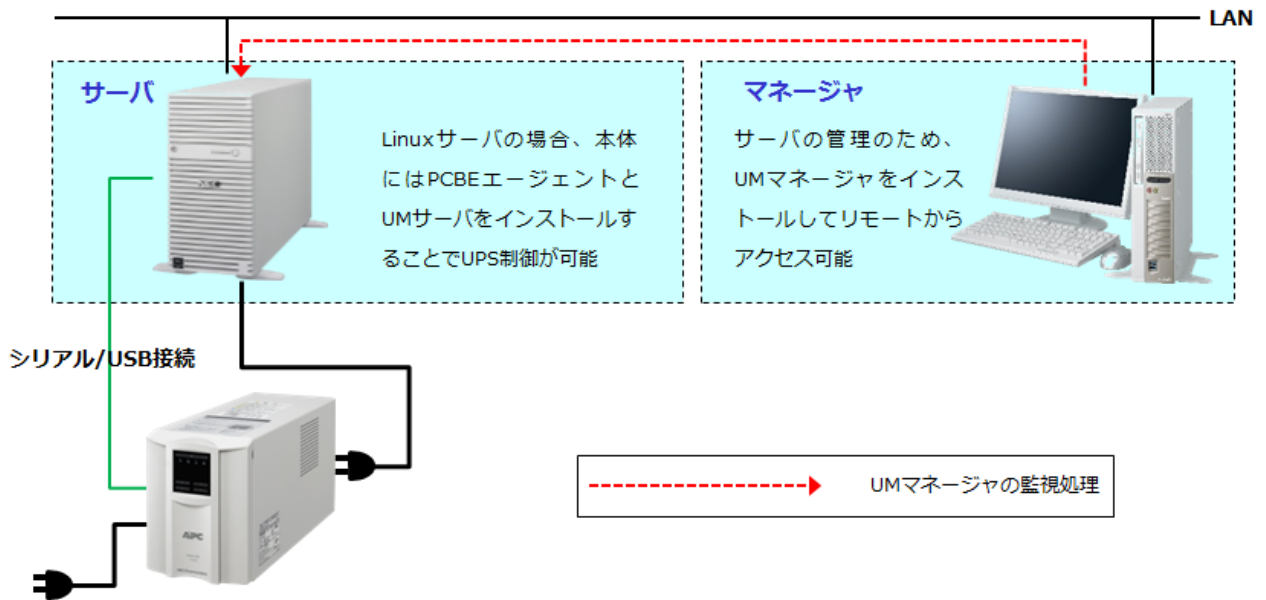 LAN
サーバ
Linuxサーバの場合、本体
にはPCBEエージェントと
UMサーバをインストールす
ることでUPS制御が可能
マネージャ
サーバの管理のため、
UMマネージャをインス
トールしてリモートから
アクセス可能
シリアル/USB接続
APC
UMマネージャの監視処理